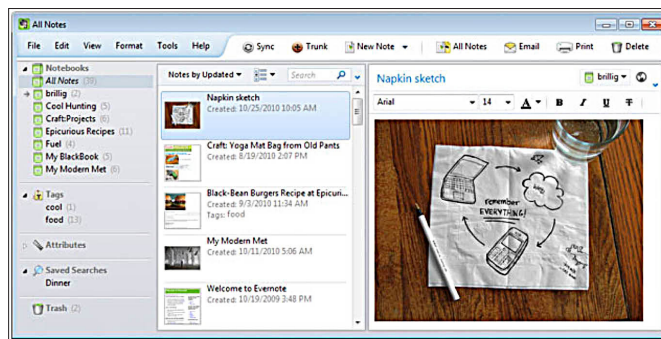 All Notes
File Edit View Format Tools Help Sync Trunk New Note All Notes Email Print Delete
Notebooks
All Notes (39)
brillig (2)
Cool Hunting (5)
Craft:Projects (6)
Epicurious Recipes (11)
Fuel (4)
My BlackBook (5)
My Modern Met (6)
Tags
cool (1)
food (13)
Attributes
Saved Searches
Dinner
Trash (2)
Notes by Updated Search
Napkin sketch
Created: 10/25/2010 10:05 AM
Craft: Yoga Mat Bag from Old Pants
Created: 8/19/2010 2:07 PM
Black-Bean Burgers Recipe at Epicuri...
Created: 9/3/2010 11:34 AM
Tags: food
My Modern Met
Created: 10/11/2010 5:06 AM
Welcome to Evernote
Created: 10/19/2009 3:48 PM
Napkin sketch brillig
Arial 14 A B I U T
remember
EVERYTHING!